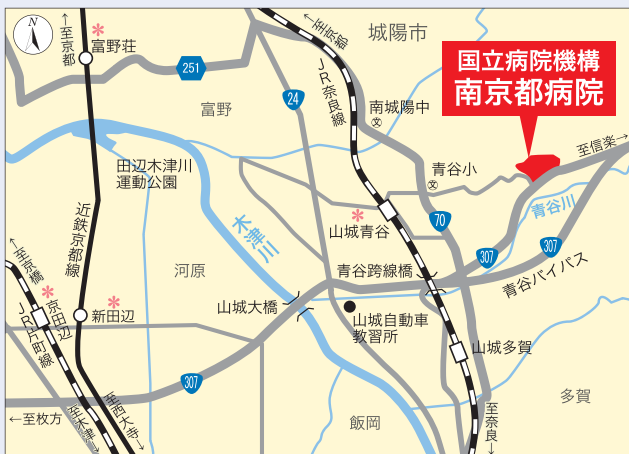 N
←至京都
富野荘
251
←至京都
JR奈良線
城陽市
国立病院機構
南京都病院
24
富野
南城陽中
文
至信楽→
青谷小
文
田辺木津川
運動公園
近鉄京都線
木津川
山城青谷
70
青谷川
307
307
青谷バイパス
←至京橋
JR片町線
京田辺
河原
新田辺
青谷跨線橋
山城大橋
山城自動車
教習所
山城多賀
307
多賀
←至枚方
至木津→
至西大寺→
飯岡
至奈良→